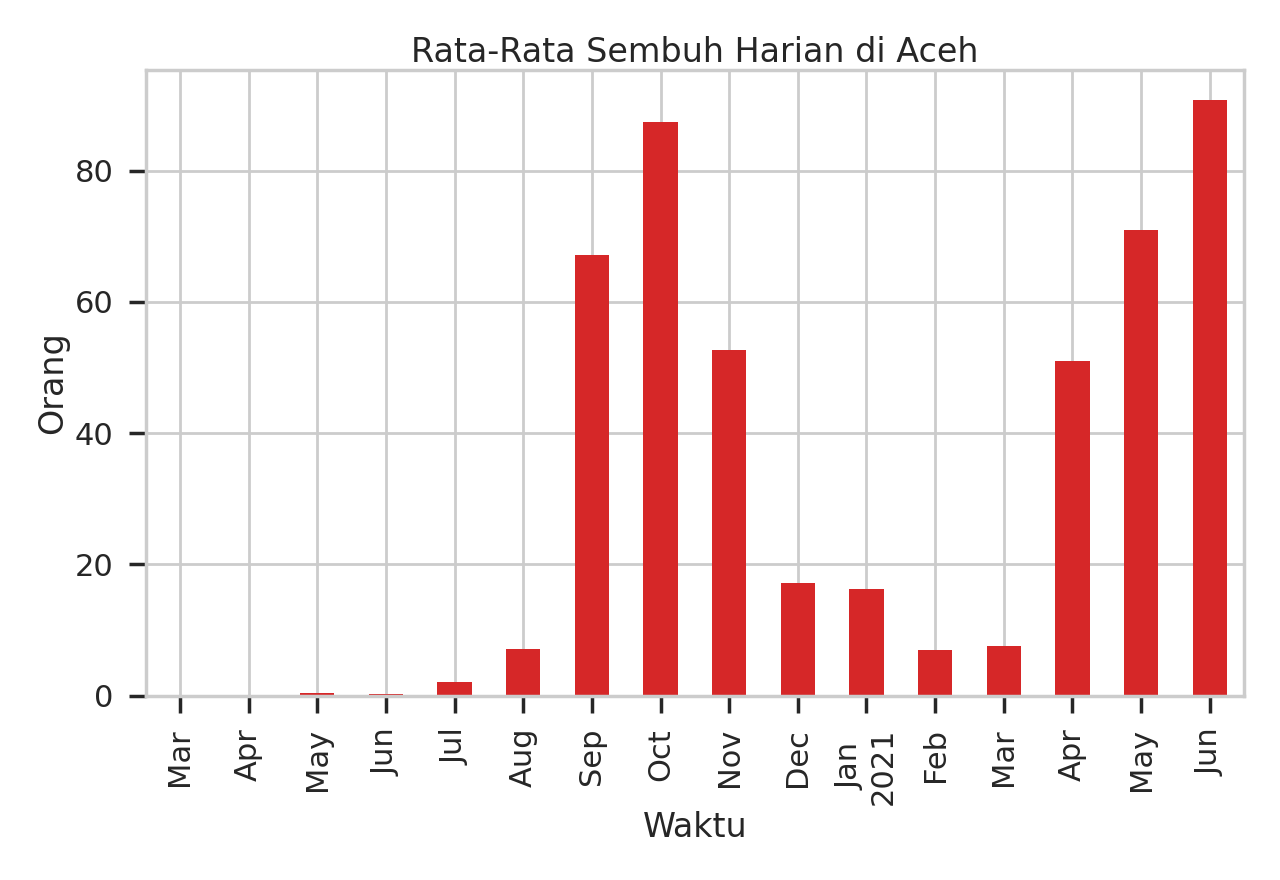 Rata-Rata Sembuh Harian di Aceh
80
60
40
20
0
Orang
Mar
Apr
May
Jun
Jul
Aug
Sep
Oct
Nov
Dec
Jan
2021
Feb
Mar
Apr
May
Jun
Waktu